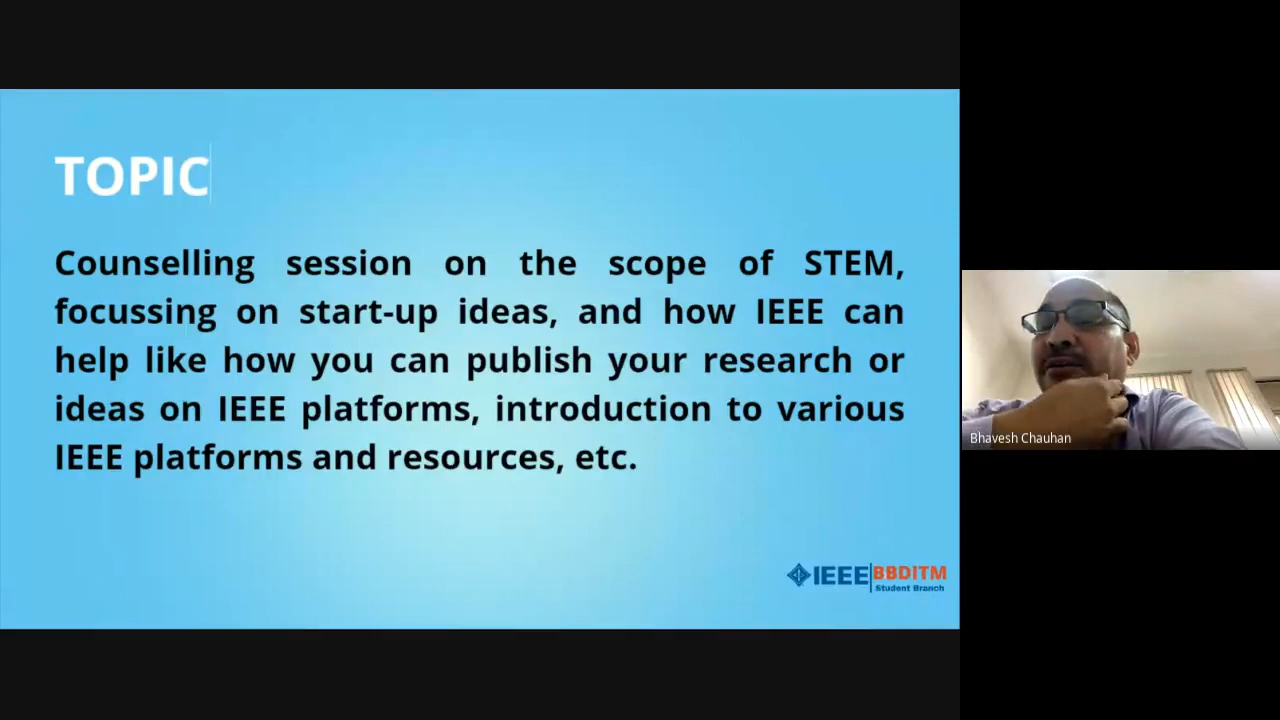 TOPIC
Counselling session on the scope of STEM,
focussing on start-up ideas, and how IEEE can
help like how you can publish your research or
ideas on IEEE platforms, introduction to various
IEEE platforms and resources, etc.
IEEE BBDITM
Student Branch
Bhavesh Chauhan